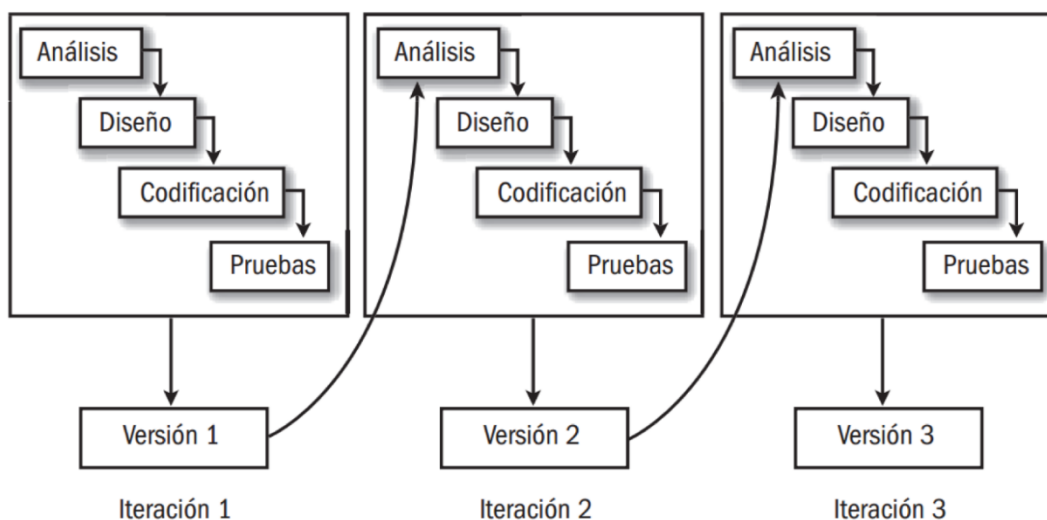 Análisis
Diseño
Codificación
Pruebas
Versión 1
Iteración 1
Análisis
Diseño
Codificación
Pruebas
Versión 2
Iteración 2
Análisis
Diseño
Codificación
Pruebas
Versión 3
Iteración 3